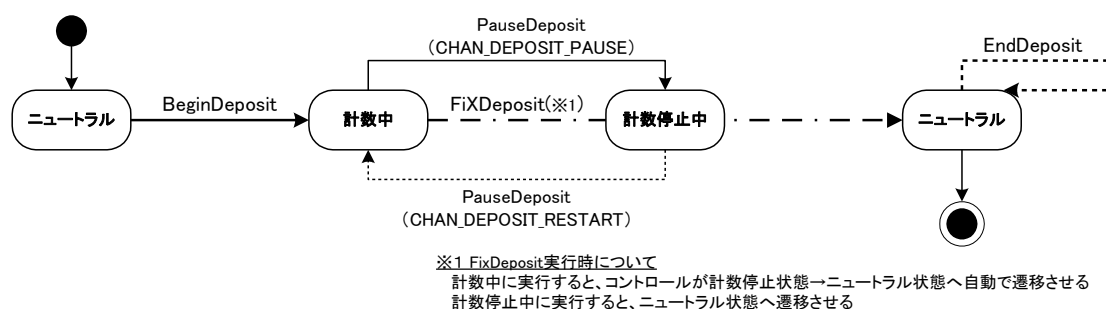 PauseDeposit
(CHAN_DEPOSIT_PAUSE)
EndDeposit
ニュートラル
BeginDeposit
計数中
FiXDeposit(※1)
計数停止中
ニュートラル
PauseDeposit
(CHAN_DEPOSIT_RESTART)
※1 FixDeposit実行時について
計数中に実行すると、コントロールが計数停止状態→ニュートラル状態へ自動で遷移させる
計数停止中に実行すると、ニュートラル状態へ遷移させる